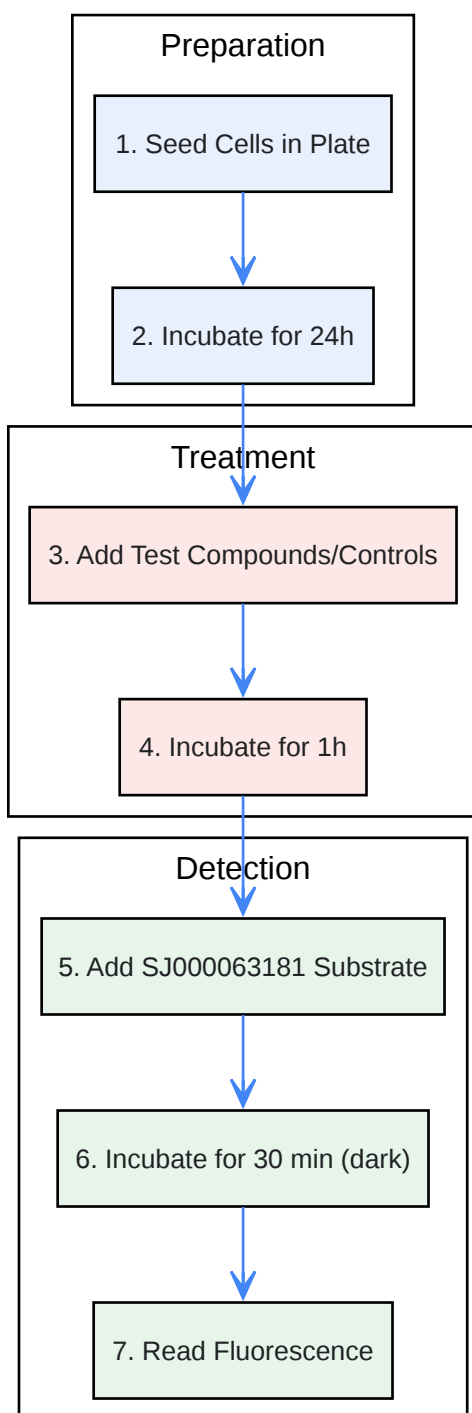 Preparation
1. Seed Cells in Plate
2. Incubate for 24h
Treatment
3. Add Test Compounds/Controls
4. Incubate for 1h
Detection
5. Add SJ000063181 Substrate
6. Incubate for 30 min (dark)
7. Read Fluorescence